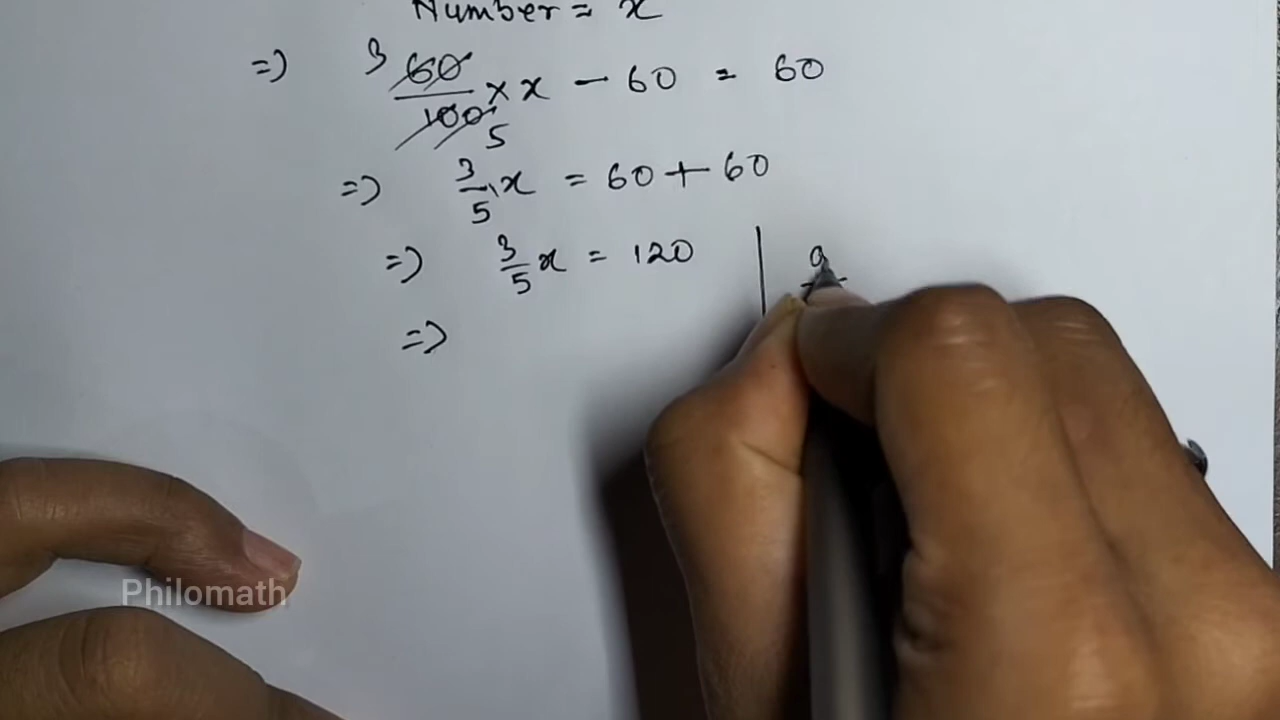 Number = x
=> 3 60/100 5 × x - 60 = 60
=> 3/5 x = 60 + 60
=> 3/5 x = 120 | a
=>
Philomath